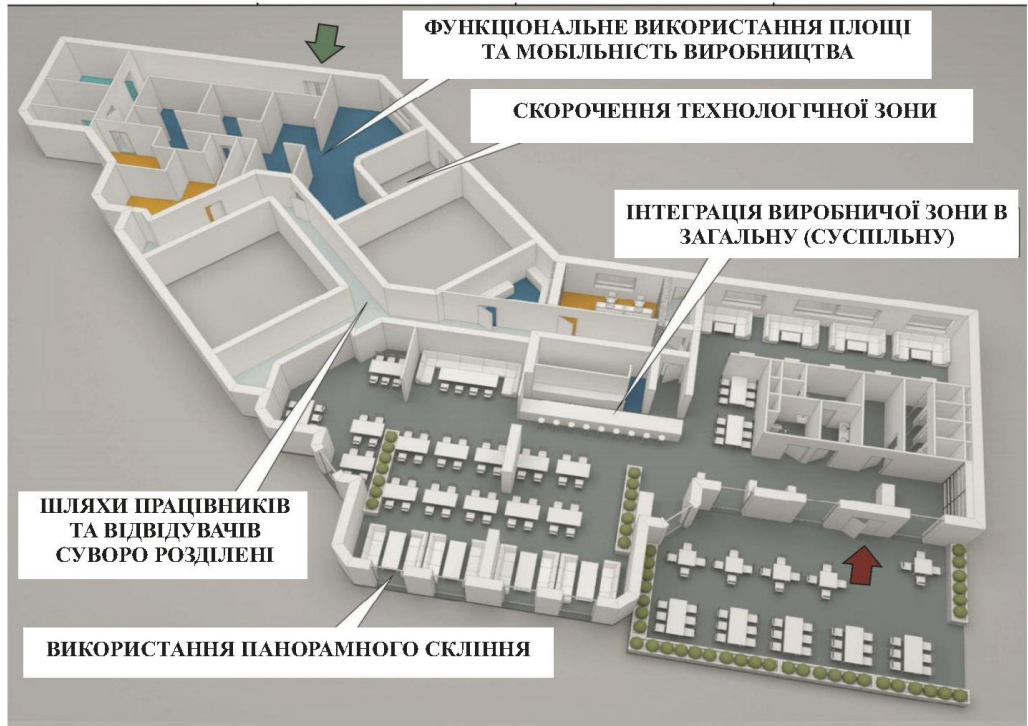 ФУНКЦІОНАЛЬНЕ ВИКОРИСТАННЯ ПЛОЩІ
ТА МОБІЛЬНІСТЬ ВИРОБНИЦТВА
СКОРОЧЕННЯ ТЕХНОЛОГІЧНОЇ ЗОНИ
ІНТЕГРАЦІЯ ВИРОБНИЧОЇ ЗОНИ В
ЗАГАЛЬНУ (СУСПІЛЬНУ)
ШЛЯХИ ПРАЦІВНИКІВ
ТА ВІДВІДУВАЧІВ
СУВОРО РОЗДІЛЕНІ
ВИКОРИСТАННЯ ПАНОРАМНОГО СКЛІННЯ